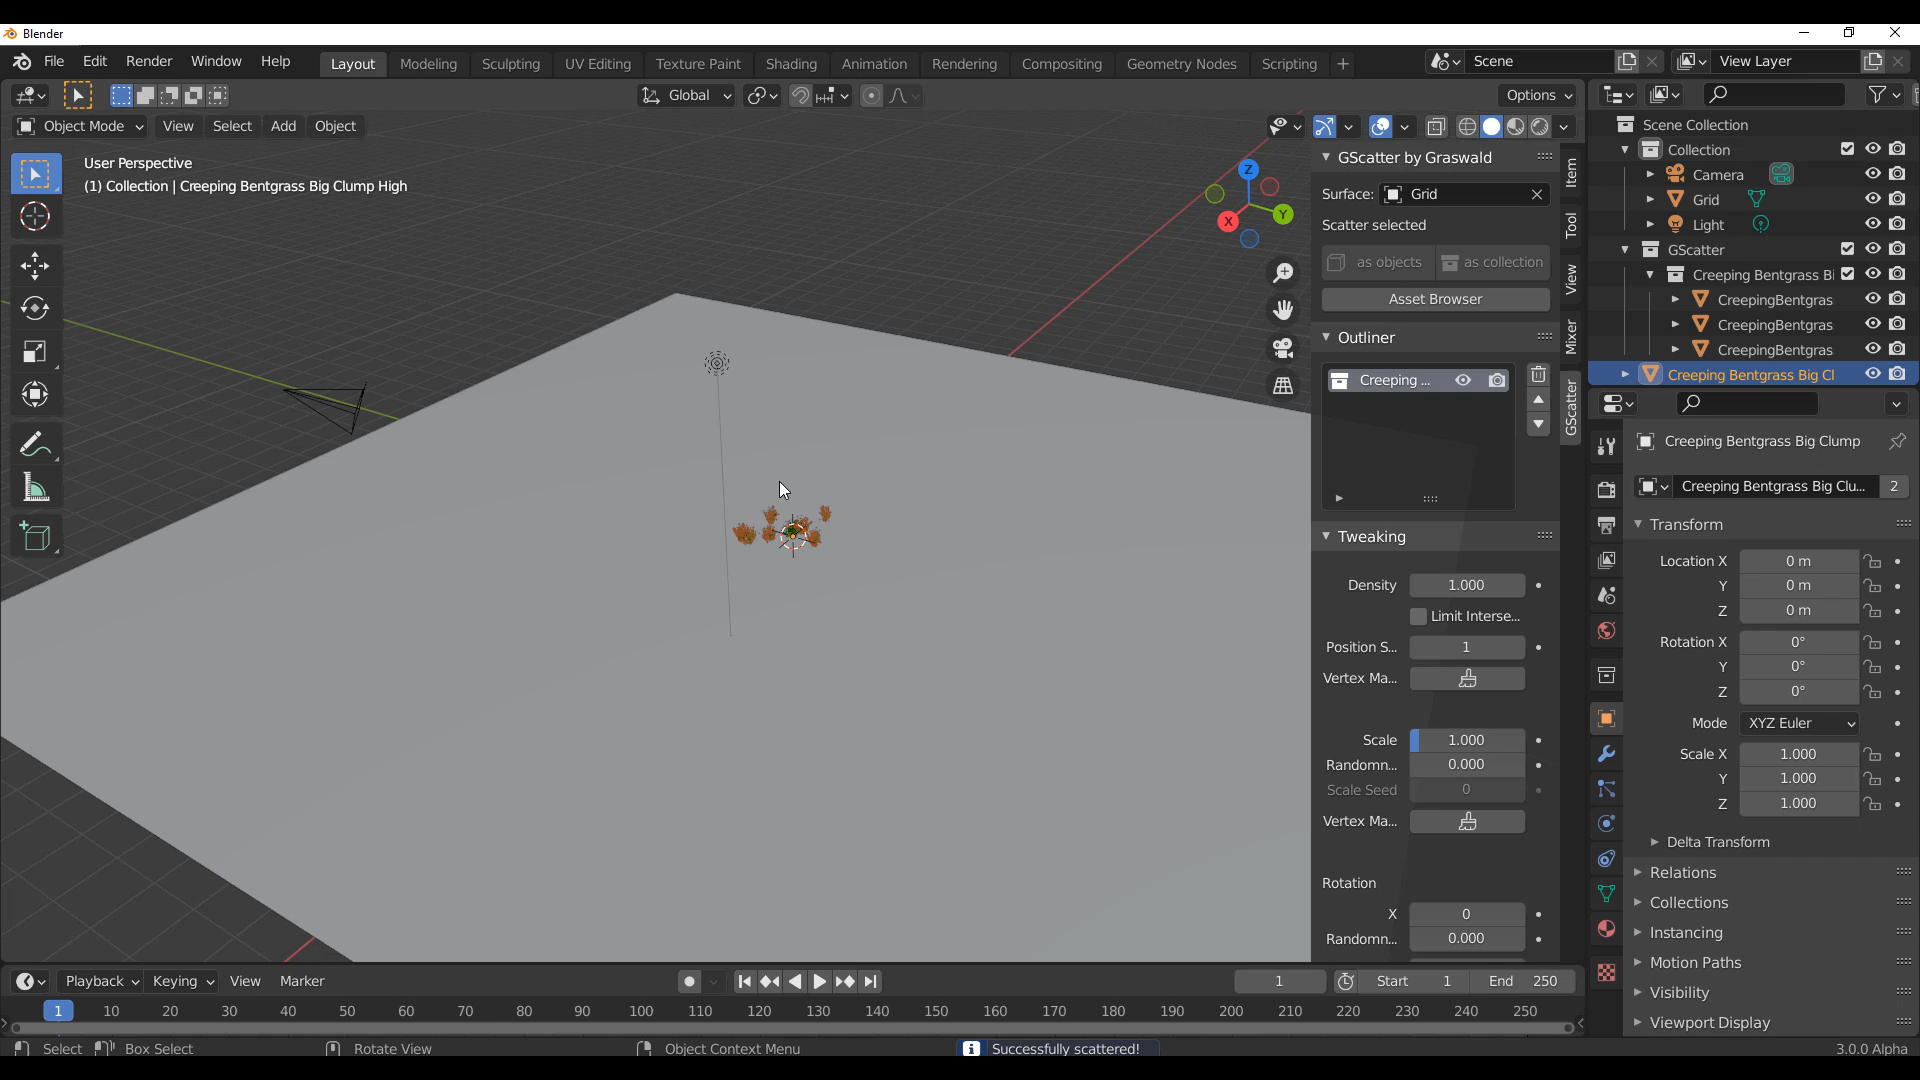 Blender
File Edit Render Window Help Layout Modeling Sculpting UV Editing Texture Paint Shading Animation Rendering Compositing Geometry Nodes Scripting + Scene View Layer
Global Options
Object Mode View Select Add Object
User Perspective
(1) Collection | Creeping Bentgrass Big Clump High
Z
Y
X
GScatter by Graswald
Surface: Grid
Scatter selected
as objects as collection
Asset Browser
Outliner
Creeping ...
Tweaking
Density 1.000
Limit Interse...
Position S... 1
Vertex Ma...
Scale 1.000
Randomn... 0.000
Scale Seed 0
Vertex Ma...
Rotation
X 0
Randomn... 0.000
Item
Tool
View
Mixer
GScatter
Scene Collection
Collection
Camera
Grid
Light
GScatter
Creeping Bentgrass Bi
CreepingBentgras
CreepingBentgras
CreepingBentgras
Creeping Bentgrass Big Cl
Creeping Bentgrass Big Clump
Creeping Bentgrass Big Clu... 2
Transform
Location X 0 m
Y 0 m
Z 0 m
Rotation X 0°
Y 0°
Z 0°
Mode XYZ Euler
Scale X 1.000
Y 1.000
Z 1.000
Delta Transform
Relations
Collections
Instancing
Motion Paths
Visibility
Viewport Display
Playback Keying View Marker 1 Start 1 End 250
1 10 20 30 40 50 60 70 80 90 100 110 120 130 140 150 160 170 180 190 200 210 220 230 240 250
Select Box Select Rotate View Object Context Menu Successfully scattered! 3.0.0 Alpha